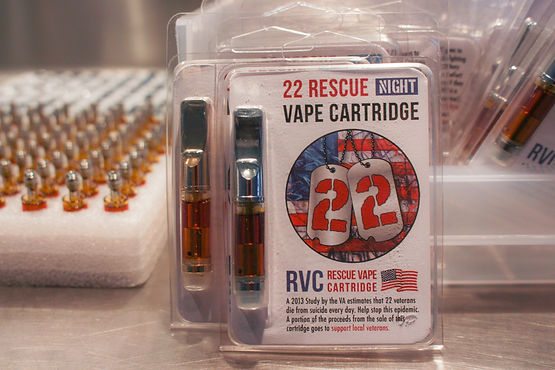 22 RESCUE NIGHT
VAPE CARTRIDGE
22
RVC RESCUE VAPE
CARTRIDGE
A 2013 Study by the VA estimates that 22 veterans
die from suicide every day. Help stop this epidemic.
A portion of the proceeds from the sale of this
cartridge goes to support local veterans.
RVC